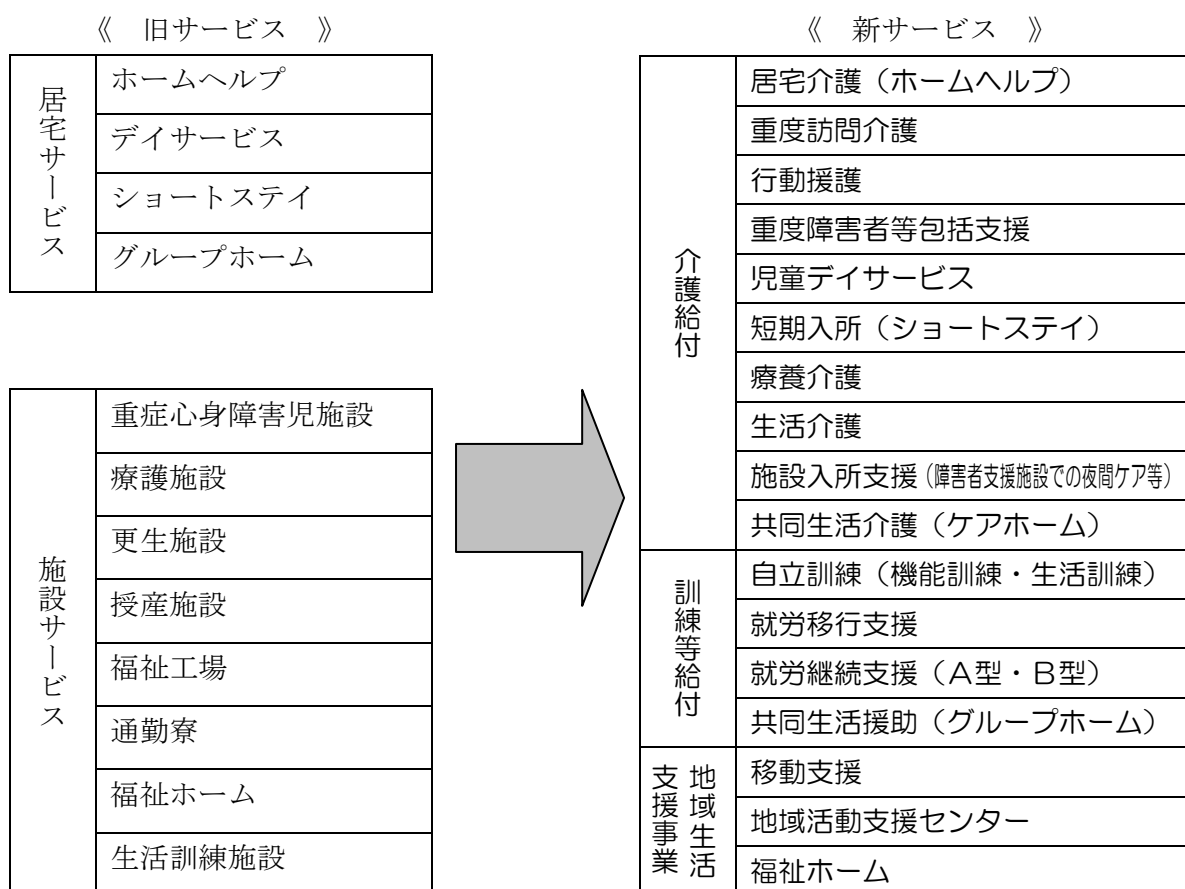 《　旧サービス　》
居宅サービス
ホームヘルプ
デイサービス
ショートステイ
グループホーム
施設サービス
重症心身障害児施設
療護施設
更生施設
授産施設
福祉工場
通勤寮
福祉ホーム
生活訓練施設
《　新サービス　》
介護給付
居宅介護（ホームヘルプ）
重度訪問介護
行動援護
重度障害者等包括支援
児童デイサービス
短期入所（ショートステイ）
療養介護
生活介護
施設入所支援（障害者支援施設での夜間ケア等）
共同生活介護（ケアホーム）
訓練等給付
自立訓練（機能訓練・生活訓練）
就労移行支援
就労継続支援（Ａ型・Ｂ型）
共同生活援助（グループホーム）
地域生活
支援事業
移動支援
地域活動支援センター
福祉ホーム